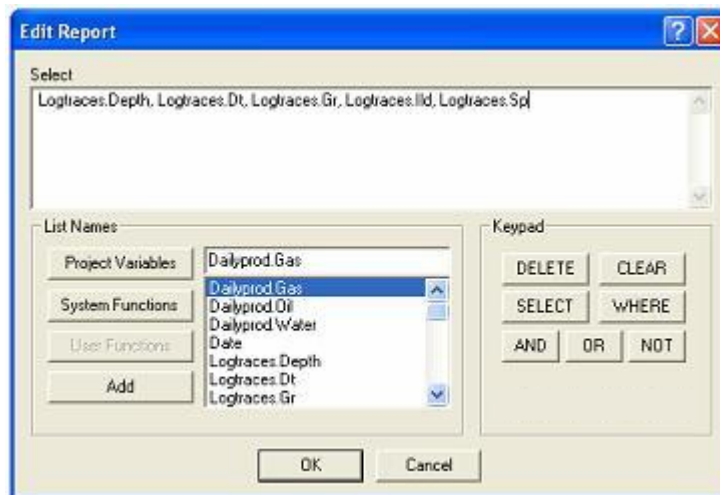 Edit Report
Select
Logtraces.Depth, Logtraces.Dt, Logtraces.Gr, Logtraces.Ild, Logtraces.Sp
List Names
Project Variables
System Functions
User Functions
Add
Dailyprod.Gas
Dailyprod.Gas
Dailyprod.Oil
Dailyprod.Water
Date
Logtraces.Depth
Logtraces.Dt
Logtraces.Gr
Keypad
DELETE CLEAR
SELECT WHERE
AND OR NOT
OK Cancel